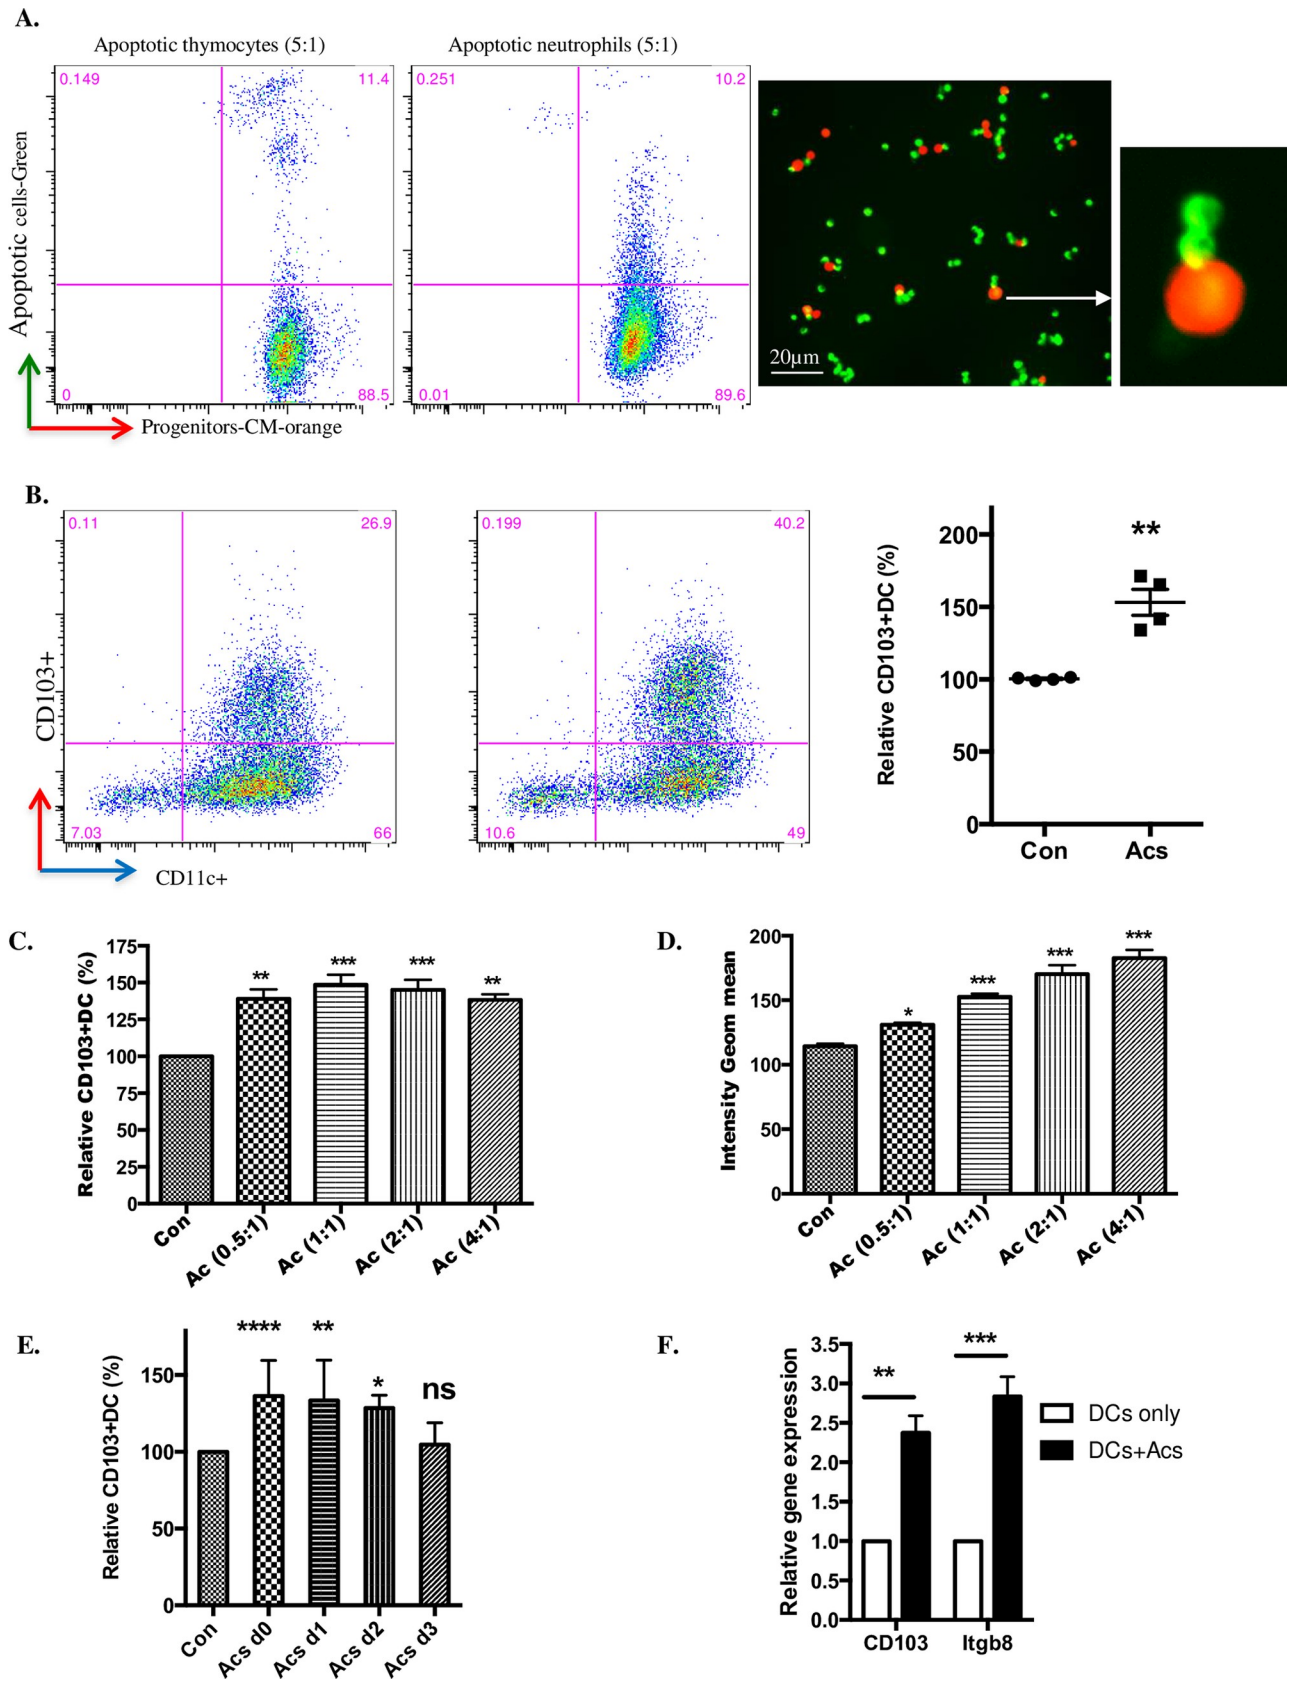 A.
Apoptotic thymocytes (5:1)
Apoptotic neutrophils (5:1)
0.149
11.4
0.251
10.2
Apoptotic cells-Green
0
88.5
0.01
89.6
20µm
Progenitors-CM-orange
B.
0.11
26.9
0.199
40.2
CD103+
7.03
66
10.6
49
CD11c+
Relative CD103+DC (%)
200
150
100
50
0
**
Con
Acs
C.
Relative CD103+DC (%)
175
150
125
100
75
50
25
0
**
***
***
**
Con
Ac (0.5:1)
Ac (1:1)
Ac (2:1)
Ac (4:1)
D.
Intensity Geom mean
200
150
100
50
0
*
***
***
***
Con
Ac (0.5:1)
Ac (1:1)
Ac (2:1)
Ac (4:1)
E.
Relative CD103+DC (%)
150
100
50
0
****
**
*
ns
Con
Acs d0
Acs d1
Acs d2
Acs d3
F.
Relative gene expression
3.5
3.0
2.5
2.0
1.5
1.0
0.5
0.0
**
***
CD103
Itgb8
DCs only
DCs+Acs